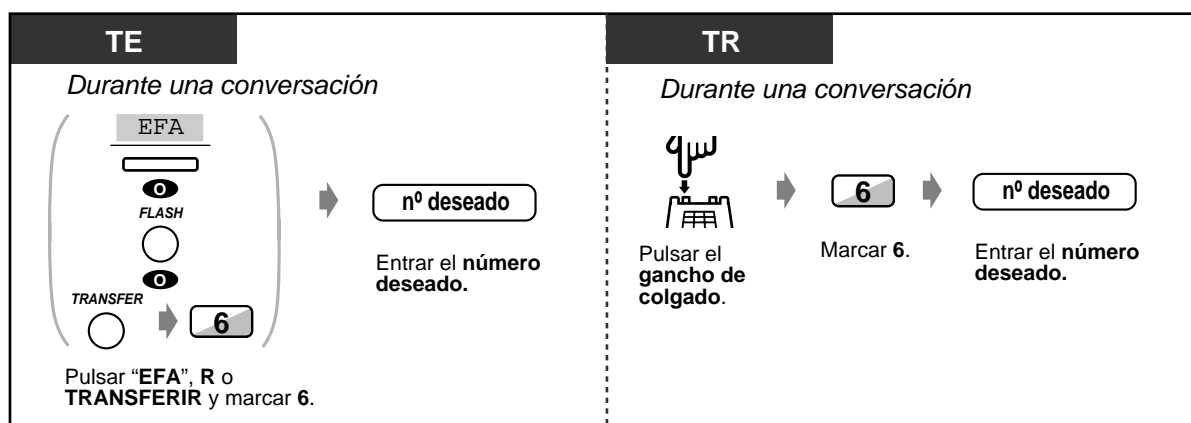 TE
Durante una conversación
EFA
O
FLASH
O
TRANSFER
6
Pulsar “EFA”, R o
TRANSFERIR y marcar 6.
nº deseado
Entrar el número
deseado.
TR
Durante una conversación
Pulsar el
gancho de
colgado.
6
Marcar 6.
nº deseado
Entrar el número
deseado.